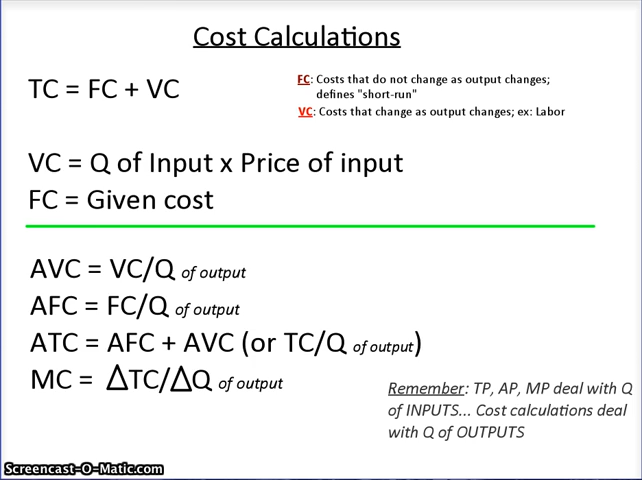 Cost Calculations
TC = FC + VC
FC: Costs that do not change as output changes;
defines "short-run"
VC: Costs that change as output changes; ex: Labor
VC = Q of Input x Price of input
FC = Given cost
AVC = VC/Q of output
AFC = FC/Q of output
ATC = AFC + AVC (or TC/Q of output)
MC = ΔTC/ΔQ of output
Remember: TP, AP, MP deal with Q
of INPUTS... Cost calculations deal
with Q of OUTPUTS
Screencast-O-Matic.com